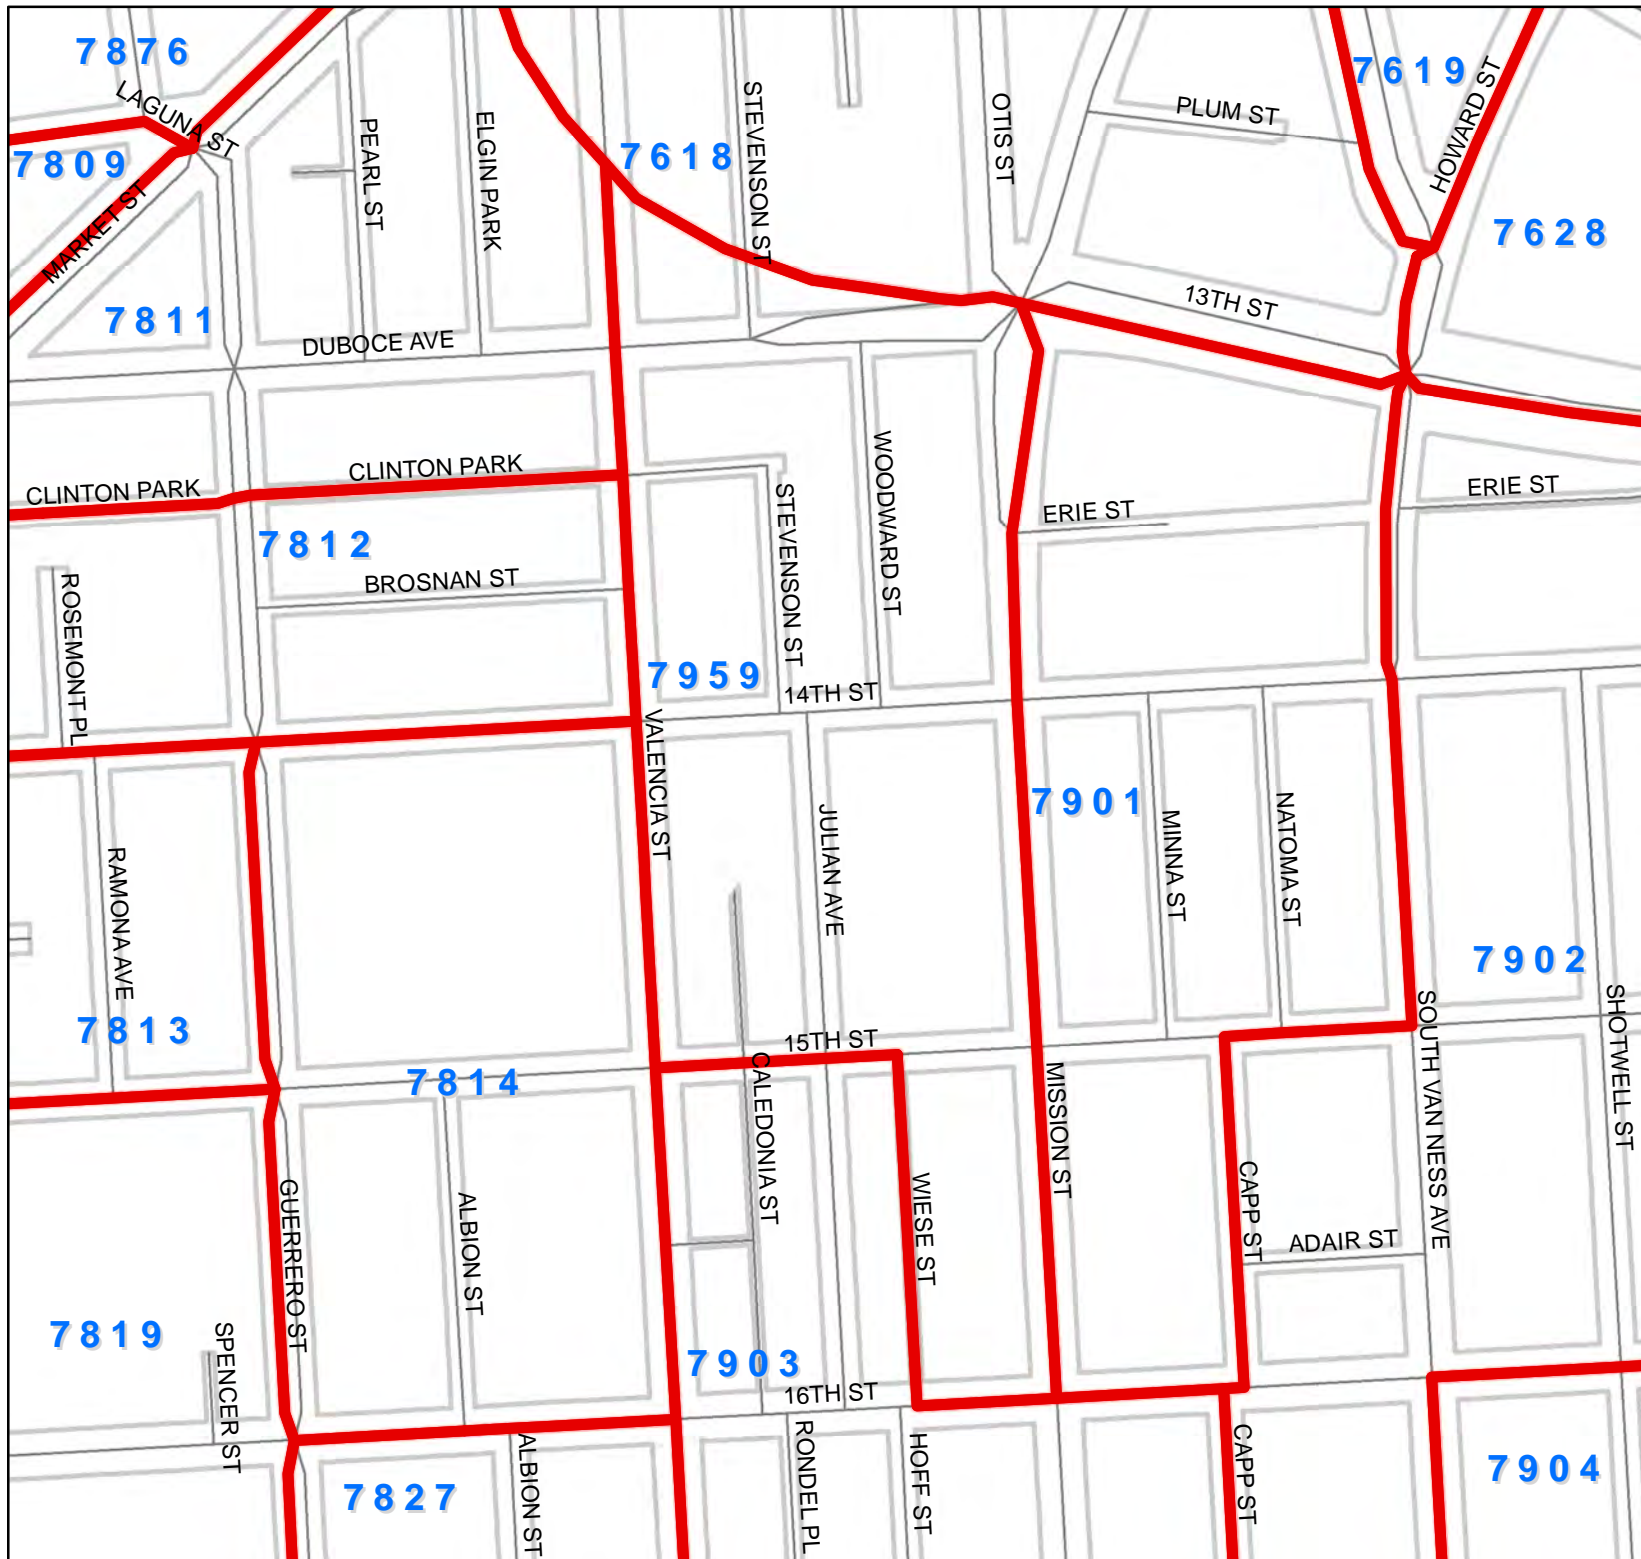 7876
LAGUNA ST
7809
MARKET ST
7811
PEARL ST
ELGIN PARK
7618
STEVENSON ST
OTIS ST
PLUM ST
7619
HOWARD ST
7628
13TH ST
DUBOCE AVE
CLINTON PARK
CLINTON PARK
7812
BROSNAN ST
ROSEMONT PL
STEVENSON ST
WOODWARD ST
ERIE ST
ERIE ST
7959
14TH ST
VALENCIA ST
JULIAN AVE
7901
MINNA ST
NATOMA ST
7902
RAMONA AVE
7813
7814
15TH ST
CALEDONIA ST
MISSION ST
SOUTH VAN NESS AVE
SHOTWELL ST
GUERRERO ST
ALBION ST
WIESE ST
CAPP ST
ADAIR ST
7819
SPENCER ST
7903
16TH ST
7827
ALBION ST
RONDEL PL
HOFF ST
CAPP ST
7904